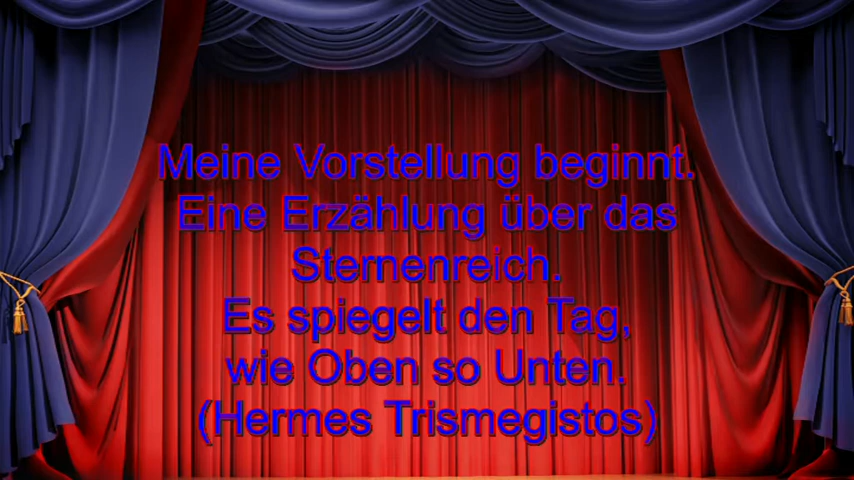 Meine Vorstellung beginnt.
Eine Erzählung über das
Sternenreich.
Es spiegelt den Tag,
wie Oben so Unten.
(Hermes Trismegistos)